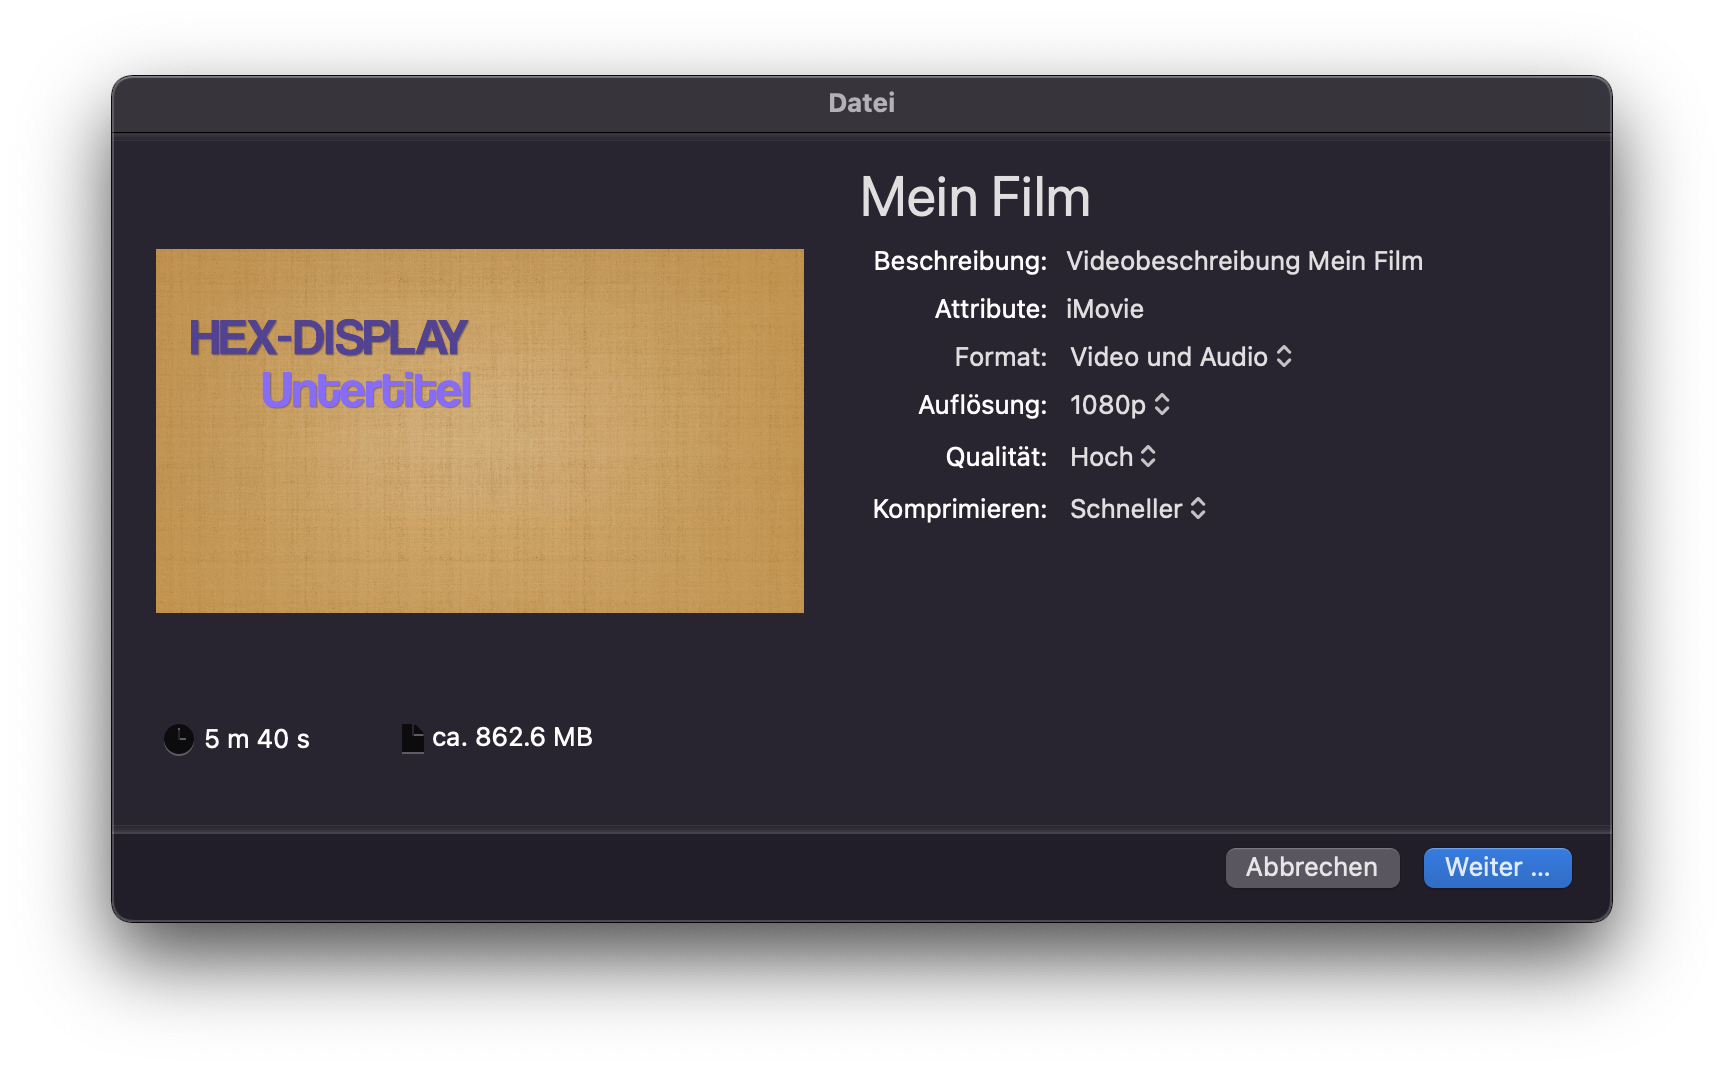 Datei
HEX-DISPLAY
Untertitel
5 m 40 s
ca. 862.6 MB
Mein Film
Beschreibung: Videobeschreibung Mein Film
Attribute: iMovie
Format: Video und Audio
Auflösung: 1080p
Qualität: Hoch
Komprimieren: Schneller
Abbrechen
Weiter ...